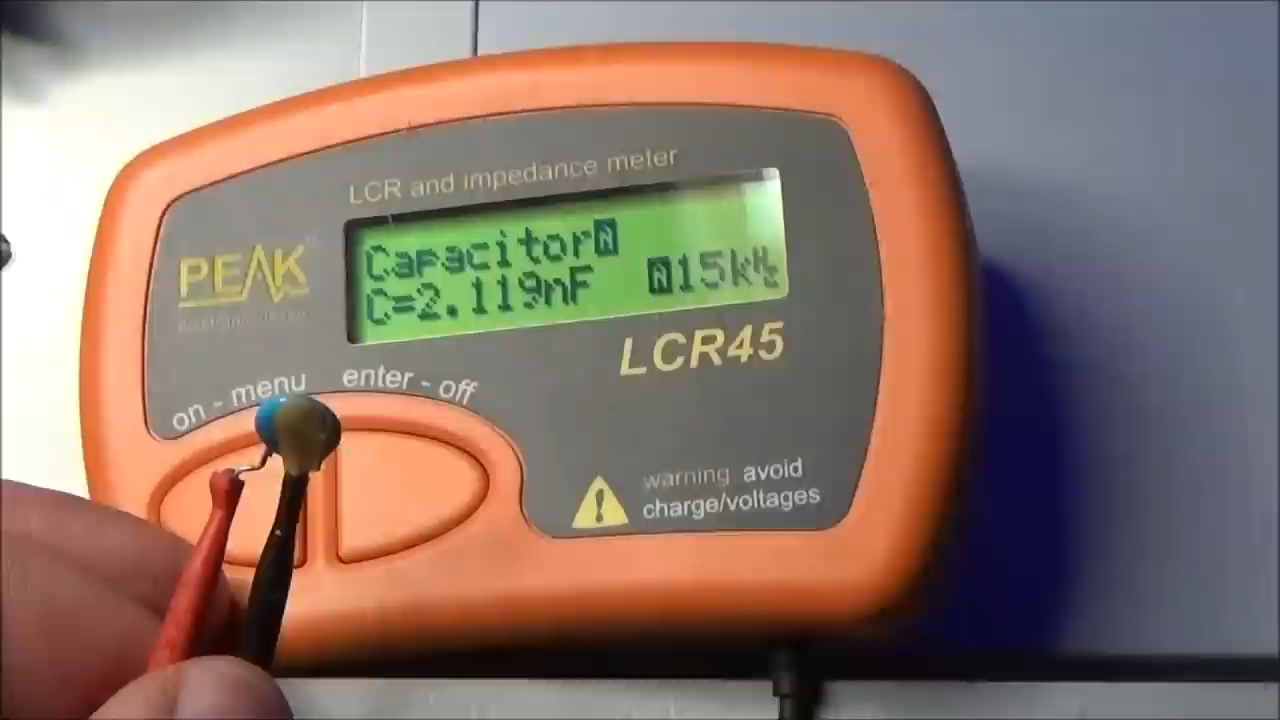 LCR and impedance meter
PEAK
Capacitor
C=2.119nF 15kHz
LCR45
on - menu enter - off
warning avoid
charge/voltages